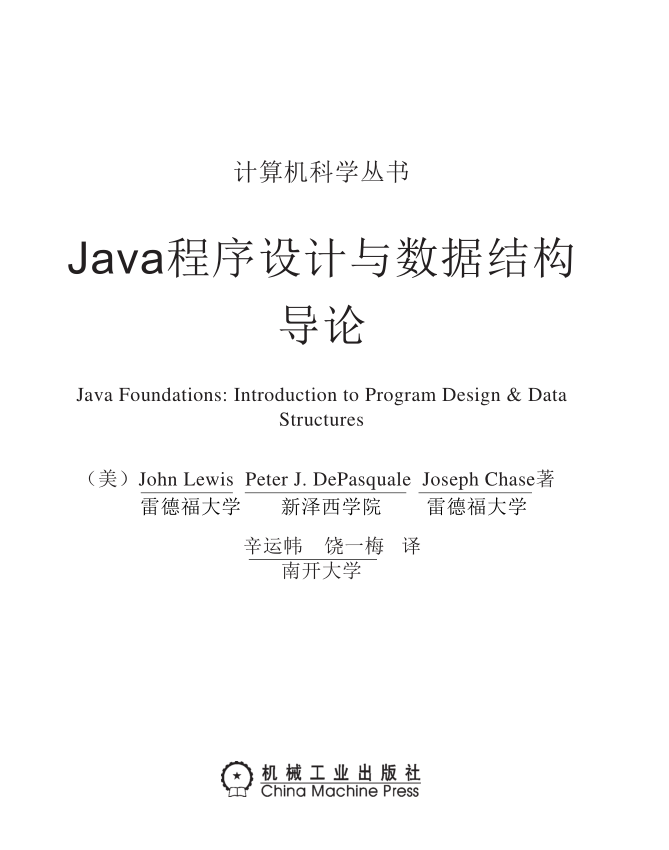 计算机科学丛书
Java程序设计与数据结构
导论
Java Foundations: Introduction to Program Design & Data
Structures
（美）John Lewis Peter J. DePasquale Joseph Chase著
雷德福大学 新泽西学院 雷德福大学
辛运帏 饶一梅 译
南开大学
机械工业出版社
China Machine Press